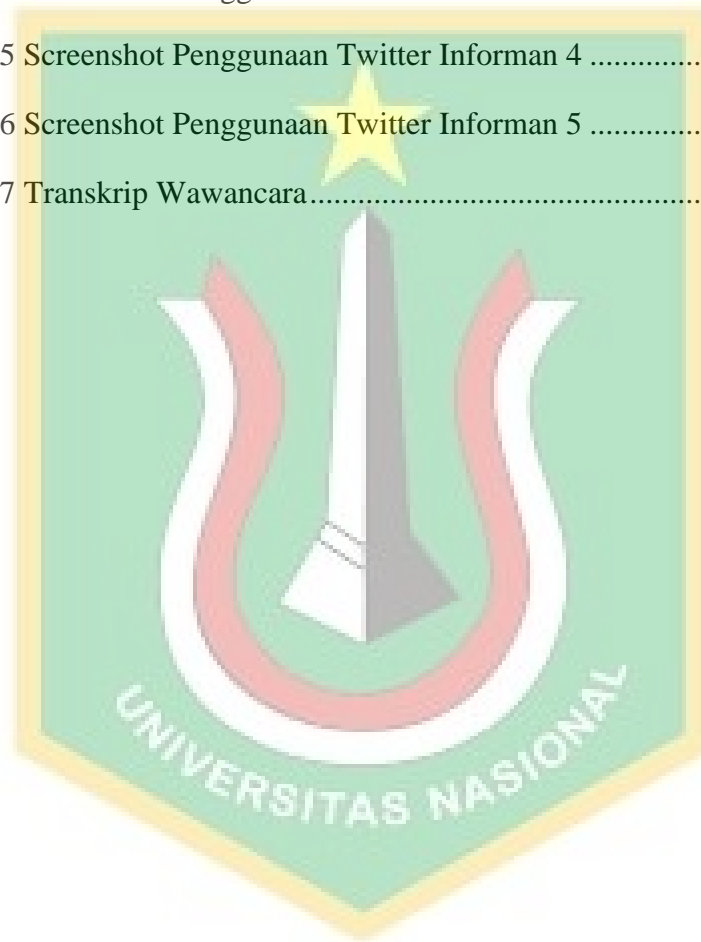 5 Screenshot Penggunaan Twitter Informan 4 ..............
6 Screenshot Penggunaan Twitter Informan 5 ..............
7 Transkrip Wawancara.................................................
UNIVERSITAS NASIONAL